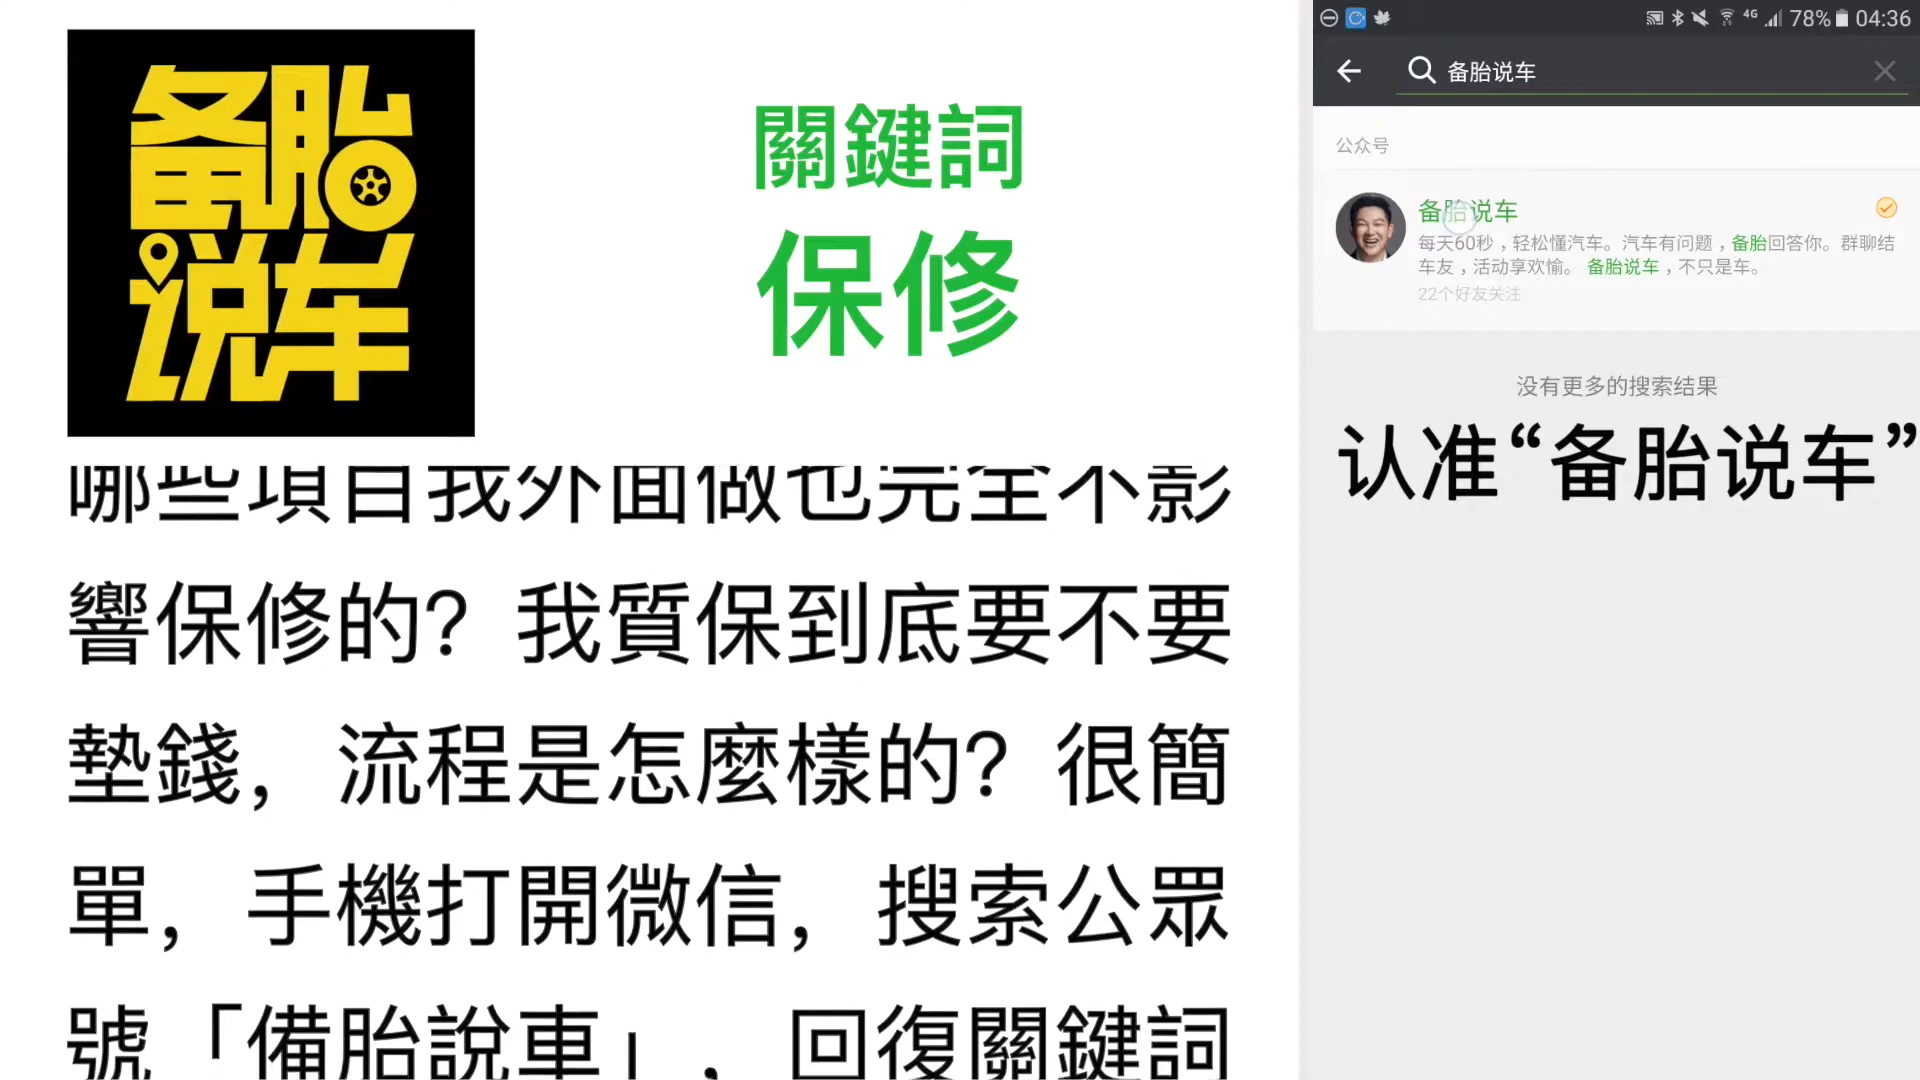 备胎
说车
關鍵詞
保修
哪些項目我外面做也完全不影
響保修的？我質保到底要不要
墊錢，流程是怎麼樣的？很簡
單，手機打開微信，搜索公眾
號「備胎說車」，回復關鍵詞
4G 78% 04:36
备胎说车
公众号
备胎说车
每天60秒，轻松懂汽车。汽车有问题，备胎回答你。群聊结
车友，活动享欢愉。备胎说车，不只是车。
22个好友关注
没有更多的搜索结果
认准“备胎说车”